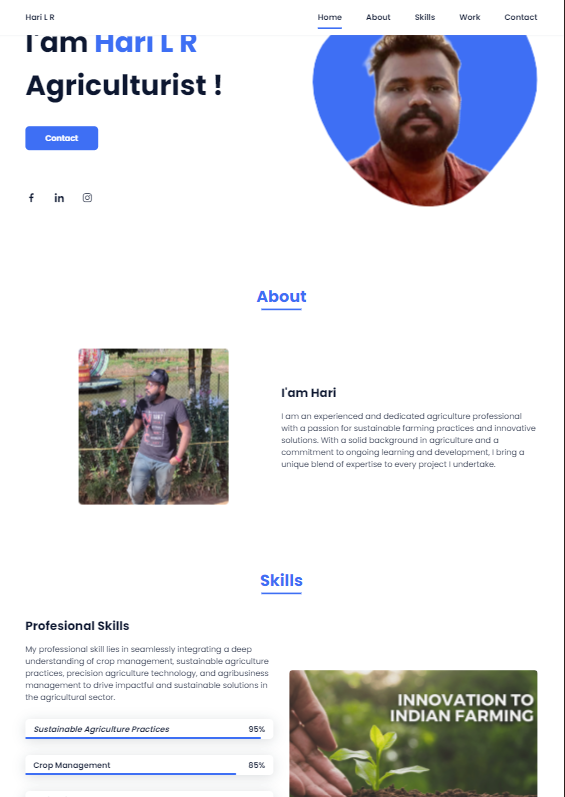 Hari L R
Home About Skills Work Contact
I'am Hari L R
Agriculturist !
Contact
About
I'am Hari
I am an experienced and dedicated agriculture professional
with a passion for sustainable farming practices and innovative
solutions. With a solid background in agriculture and a
commitment to ongoing learning and development, I bring a
unique blend of expertise to every project I undertake.
Skills
Profesional Skills
My professional skill lies in seamlessly integrating a deep
understanding of crop management, sustainable agriculture
practices, precision agriculture technology, and agribusiness
management to drive impactful and sustainable solutions in
the agricultural sector.
Sustainable Agriculture Practices 95%
Crop Management 85%
INNOVATION TO
INDIAN FARMING